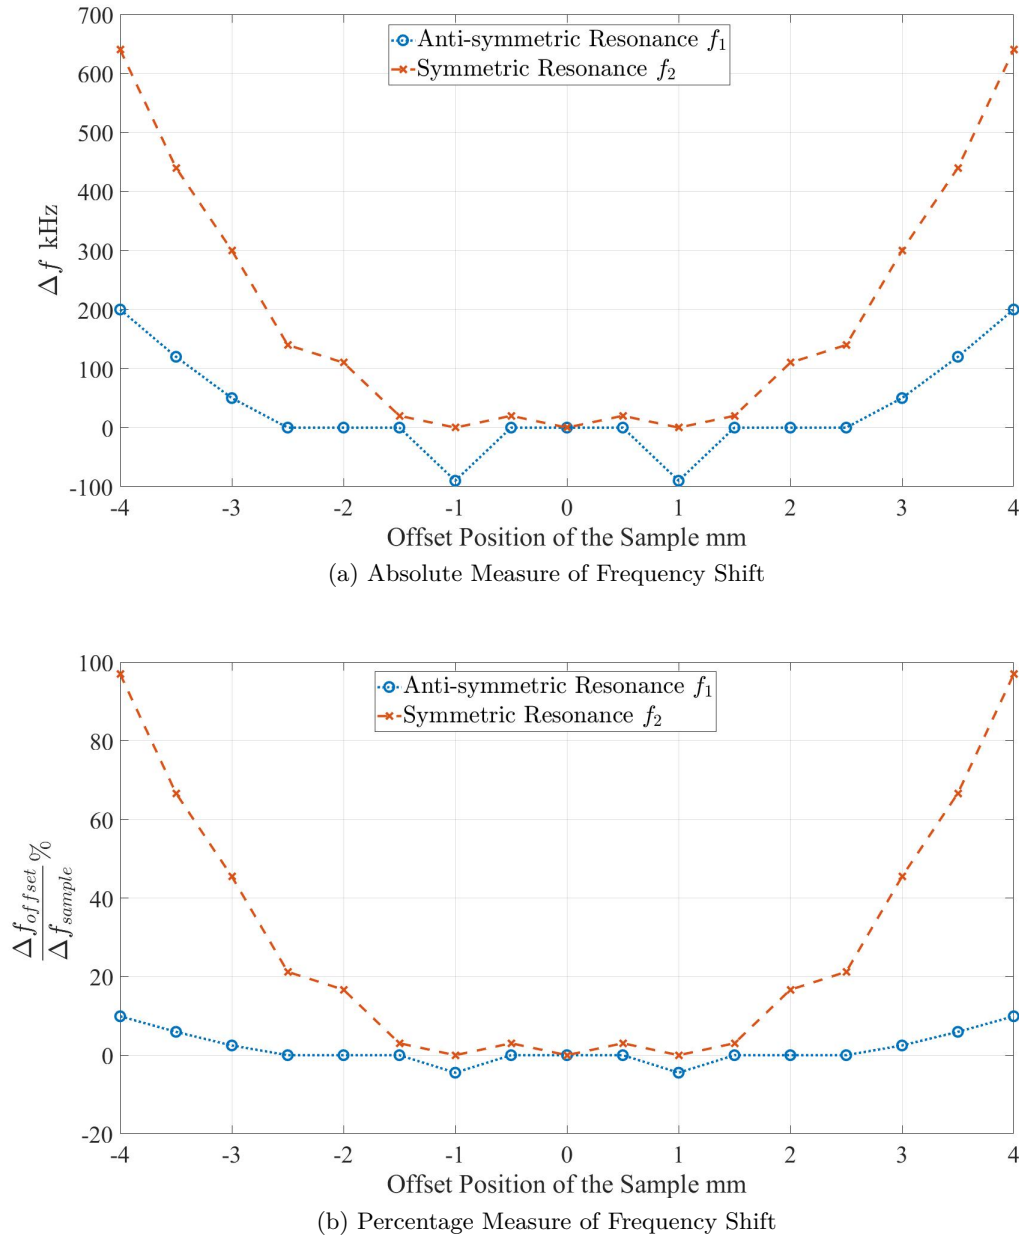 700
600
500
400
300
200
100
0
-100
Δf kHz
Anti-symmetric Resonance f₁
Symmetric Resonance f₂
-4 -3 -2 -1 0 1 2 3 4
Offset Position of the Sample mm
(a) Absolute Measure of Frequency Shift
100
80
60
40
20
0
-20
Δf_offset / Δf_sample %
Anti-symmetric Resonance f₁
Symmetric Resonance f₂
-4 -3 -2 -1 0 1 2 3 4
Offset Position of the Sample mm
(b) Percentage Measure of Frequency Shift